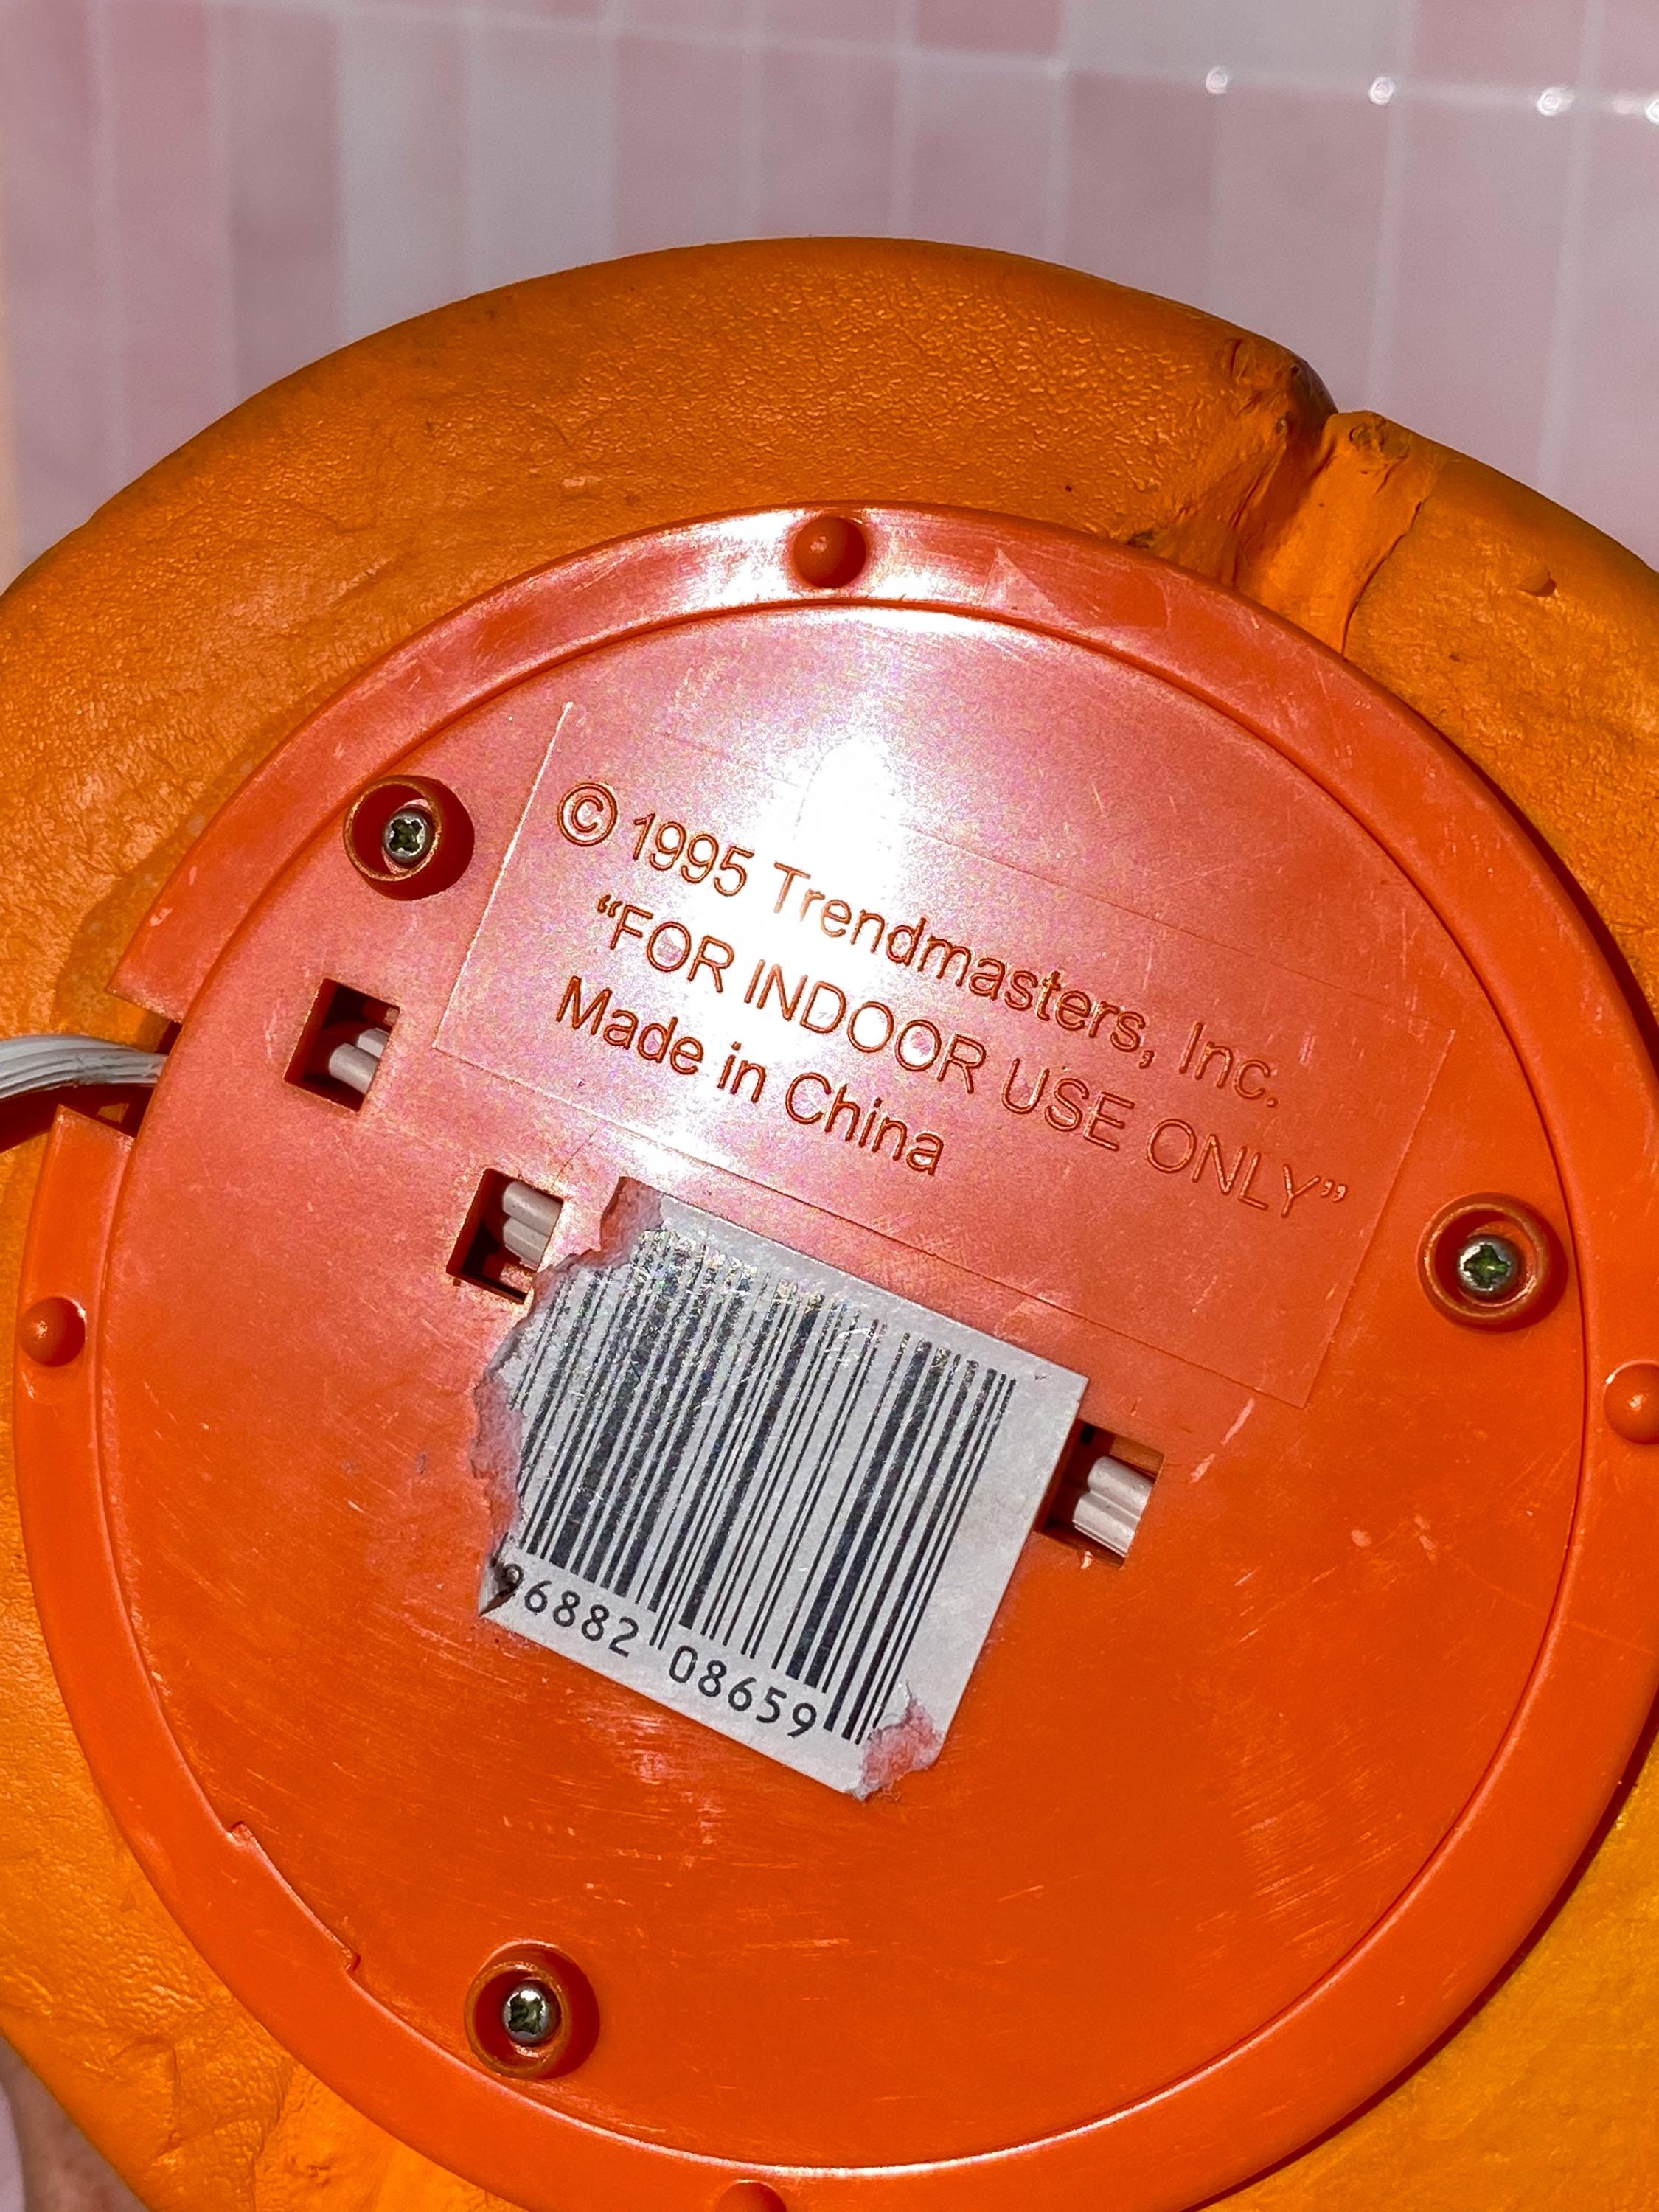 © 1995 Trendmasters, Inc.
“FOR INDOOR USE ONLY”
Made in China
96882 08659